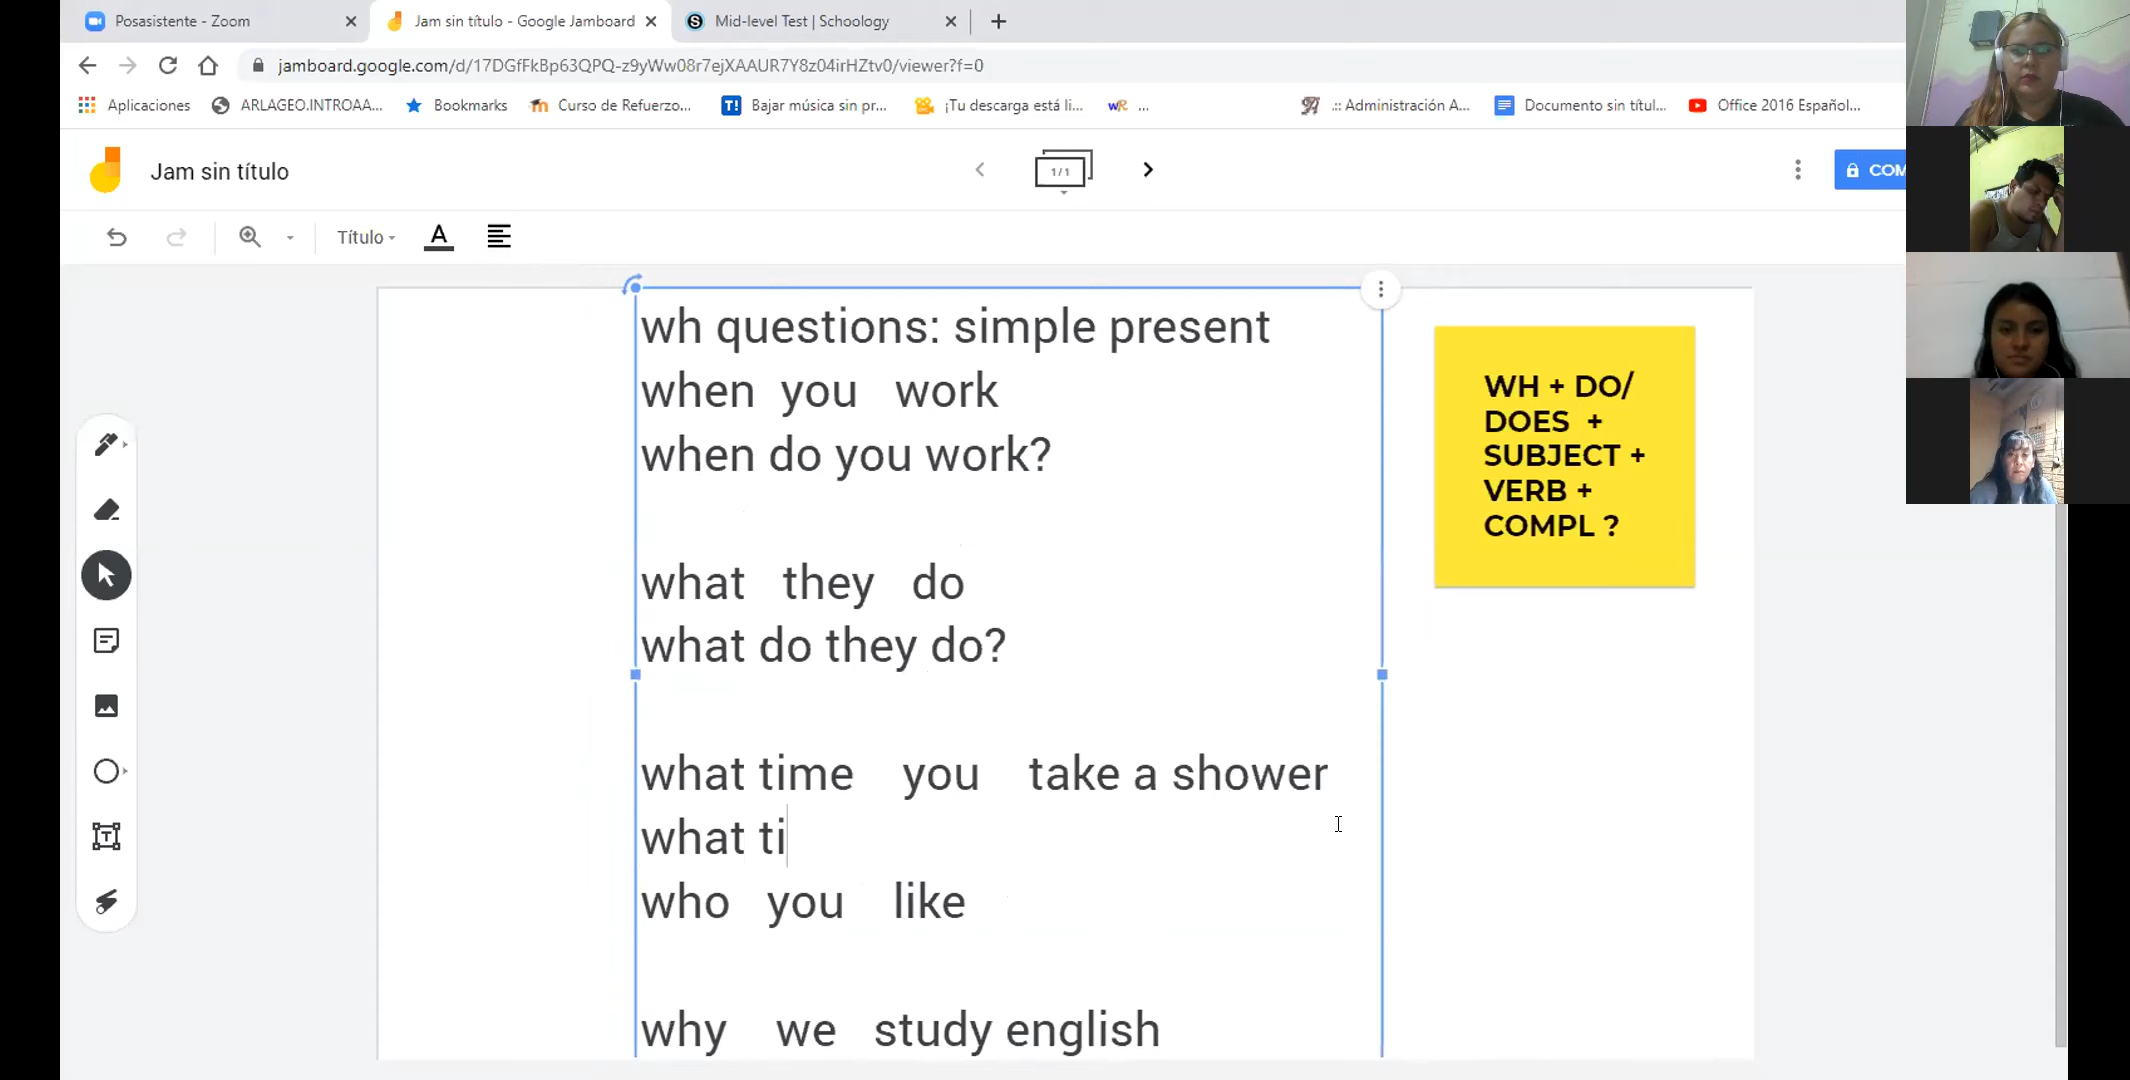 Posasistente - Zoom
Jam sin título - Google Jamboard
Mid-level Test | Schoology
jamboard.google.com/d/17DGfFkBp63QPQ-z9yWw08r7ejXAAUR7Y8z04irHZtv0/viewer?f=0
Aplicaciones
ARLAGEO.INTROAA...
Bookmarks
Curso de Refuerzo...
Bajar música sin pr...
¡Tu descarga está li...
wR ...
.:: Administración A...
Documento sin títul...
Office 2016 Español...
Jam sin título
1/1
COM
Título
wh questions: simple present
when you work
when do you work?
what they do
what do they do?
what time you take a shower
what ti
who you like
why we study english
WH + DO/
DOES +
SUBJECT +
VERB +
COMPL ?